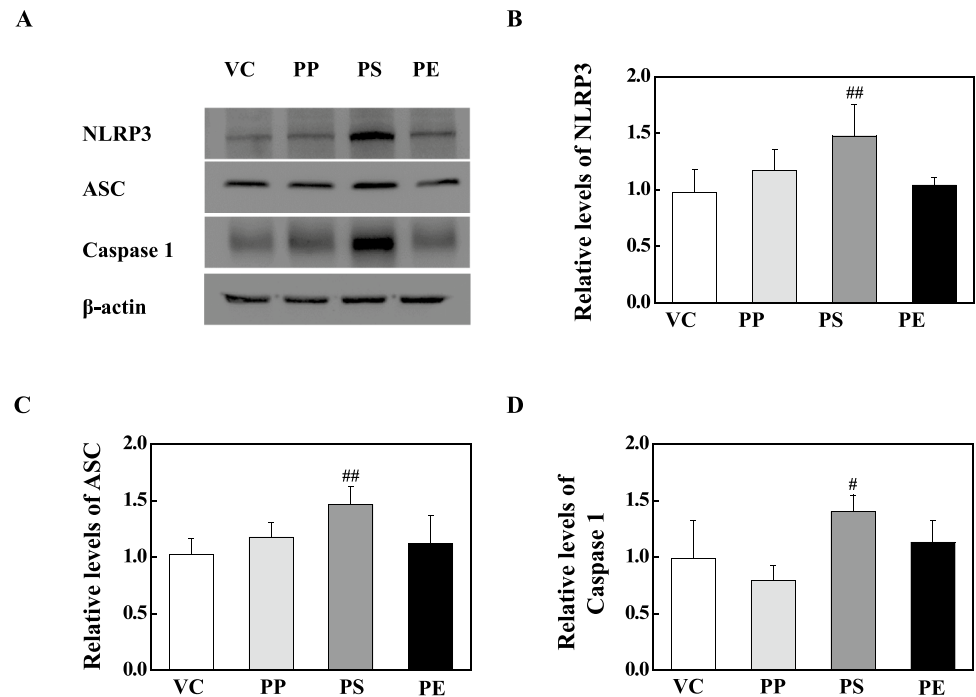 A
VC PP PS PE
NLRP3
ASC
Caspase 1
β-actin
B
Relative levels of NLRP3
2.0
1.5
1.0
0.5
0.0
##
VC PP PS PE
C
Relative levels of ASC
2.0
1.5
1.0
0.5
0.0
##
VC PP PS PE
D
Relative levels of
Caspase 1
2.0
1.5
1.0
0.5
0.0
#
VC PP PS PE